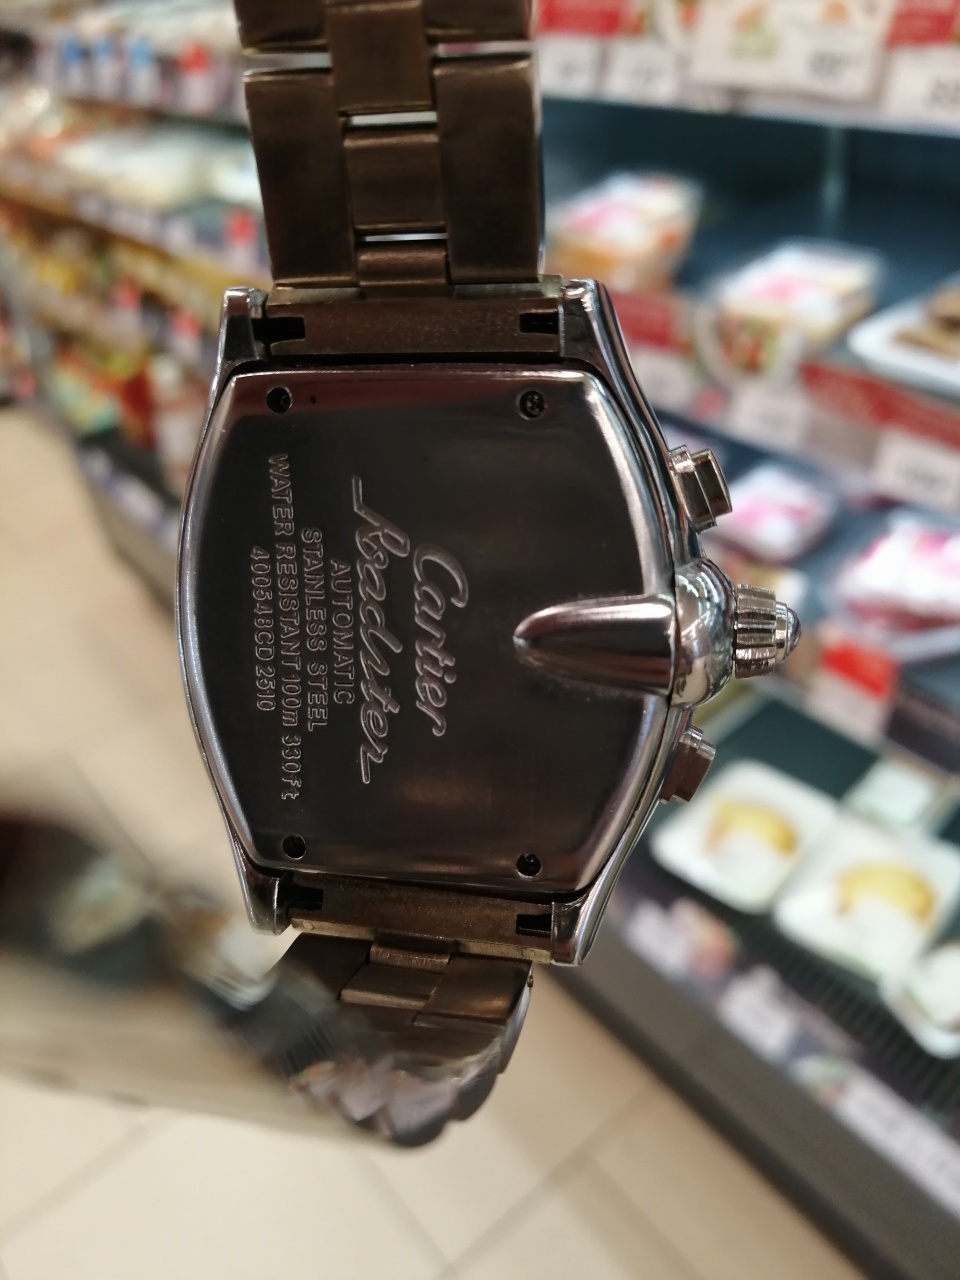 Cartier
Roadster
AUTOMATIC
STAINLESS STEEL
WATER RESISTANT 100m 330ft
400548CD 2510